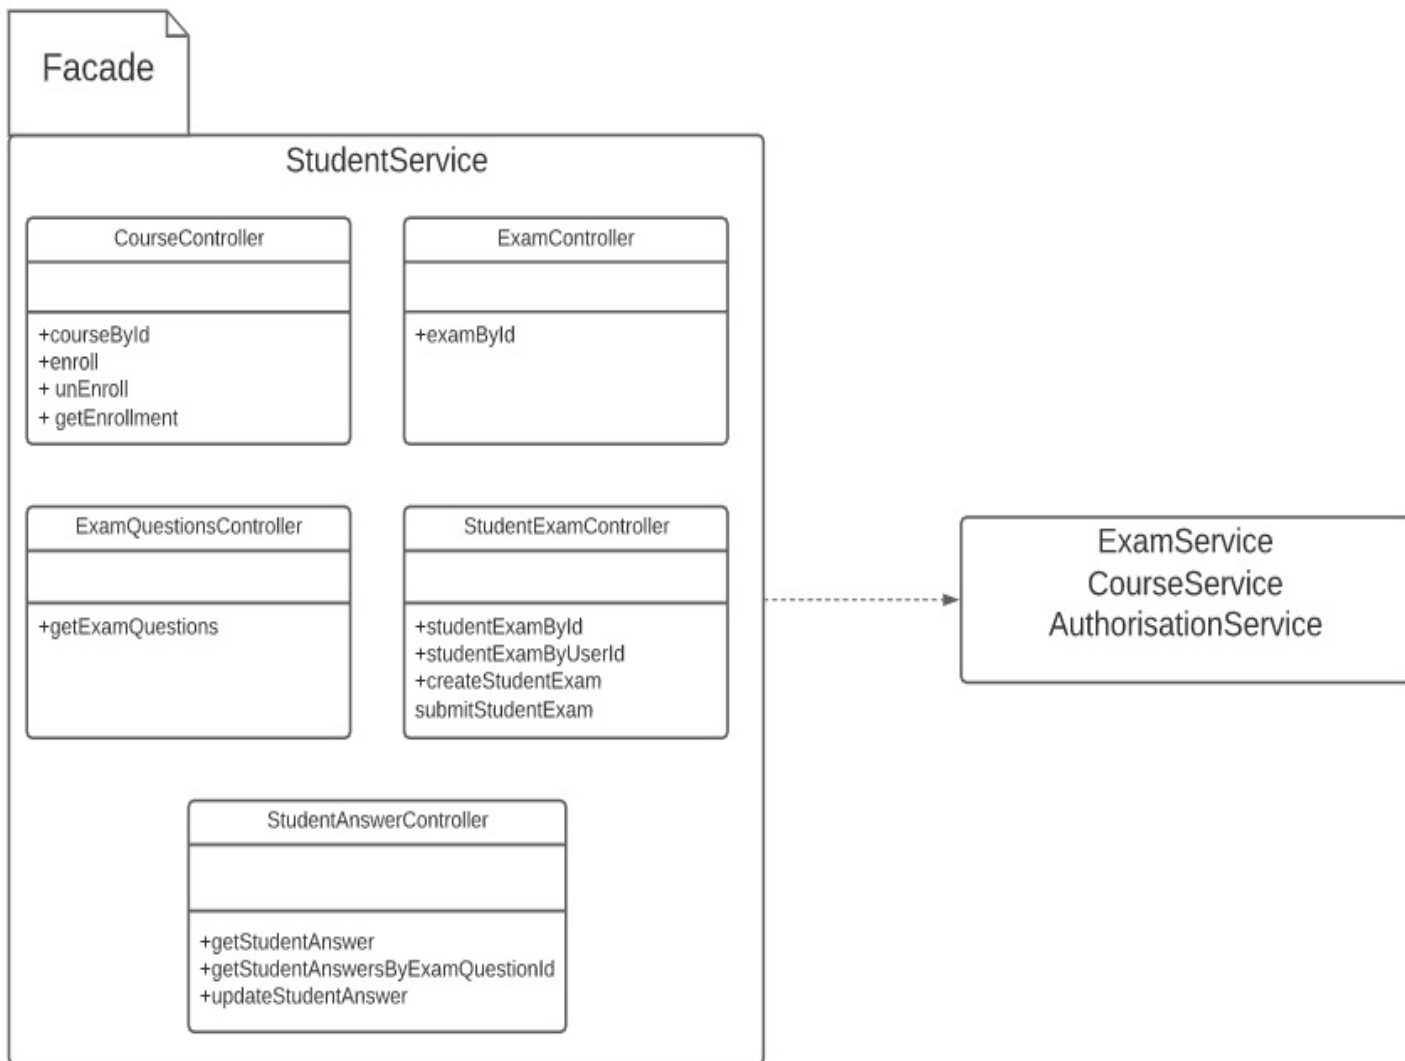 Facade
StudentService
CourseController
+courseById
+enroll
+ unEnroll
+ getEnrollment
ExamController
+examById
ExamQuestionsController
+getExamQuestions
StudentExamController
+studentExamById
+studentExamByUserId
+createStudentExam
submitStudentExam
StudentAnswerController
+getStudentAnswer
+getStudentAnswersByExamQuestionId
+updateStudentAnswer
ExamService
CourseService
AuthorisationService